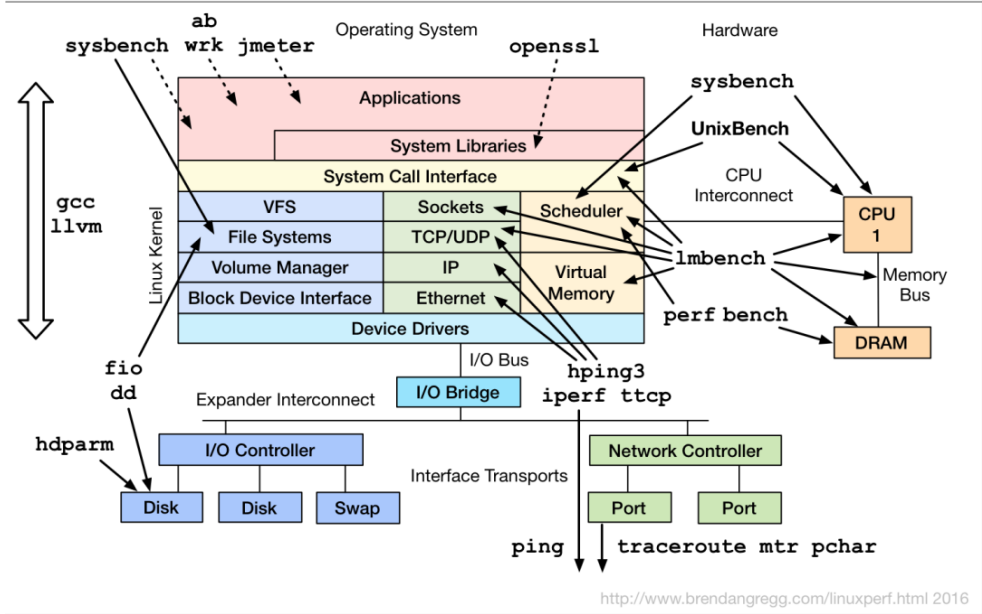 Operating System
Hardware
ab
sysbench wrk jmeter
openssl
sysbench
Applications
UnixBench
System Libraries
System Call Interface
CPU
Interconnect
gcc
llvm
Linux Kernel
VFS
Sockets
Scheduler
CPU
1
File Systems
TCP/UDP
lmbench
Volume Manager
IP
Virtual
Memory
Memory
Bus
Block Device Interface
Ethernet
perf bench
Device Drivers
DRAM
I/O Bus
fio
dd
hping3
iperf ttcp
I/O Bridge
Expander Interconnect
hdparm
I/O Controller
Network Controller
Interface Transports
Disk
Disk
Swap
Port
Port
ping
traceroute mtr pchar
http://www.brendangregg.com/linuxperf.html 2016